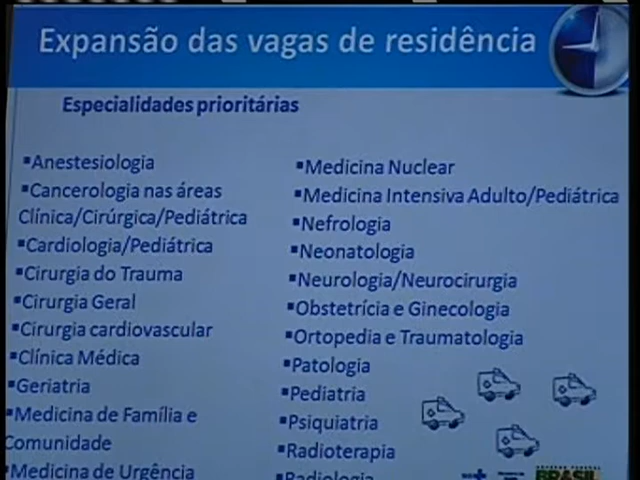 Expansão das vagas de residência
Especialidades prioritárias
▪Anestesiologia
▪Cancerologia nas áreas
Clínica/Cirúrgica/Pediátrica
▪Cardiologia/Pediátrica
▪Cirurgia do Trauma
▪Cirurgia Geral
▪Cirurgia cardiovascular
▪Clínica Médica
▪Geriatria
▪Medicina de Família e
Comunidade
▪Medicina de Urgência
▪Medicina Nuclear
▪Medicina Intensiva Adulto/Pediátrica
▪Nefrologia
▪Neonatologia
▪Neurologia/Neurocirurgia
▪Obstetrícia e Ginecologia
▪Ortopedia e Traumatologia
▪Patologia
▪Pediatria
▪Psiquiatria
▪Radioterapia
▪Radiologia
BRASIL